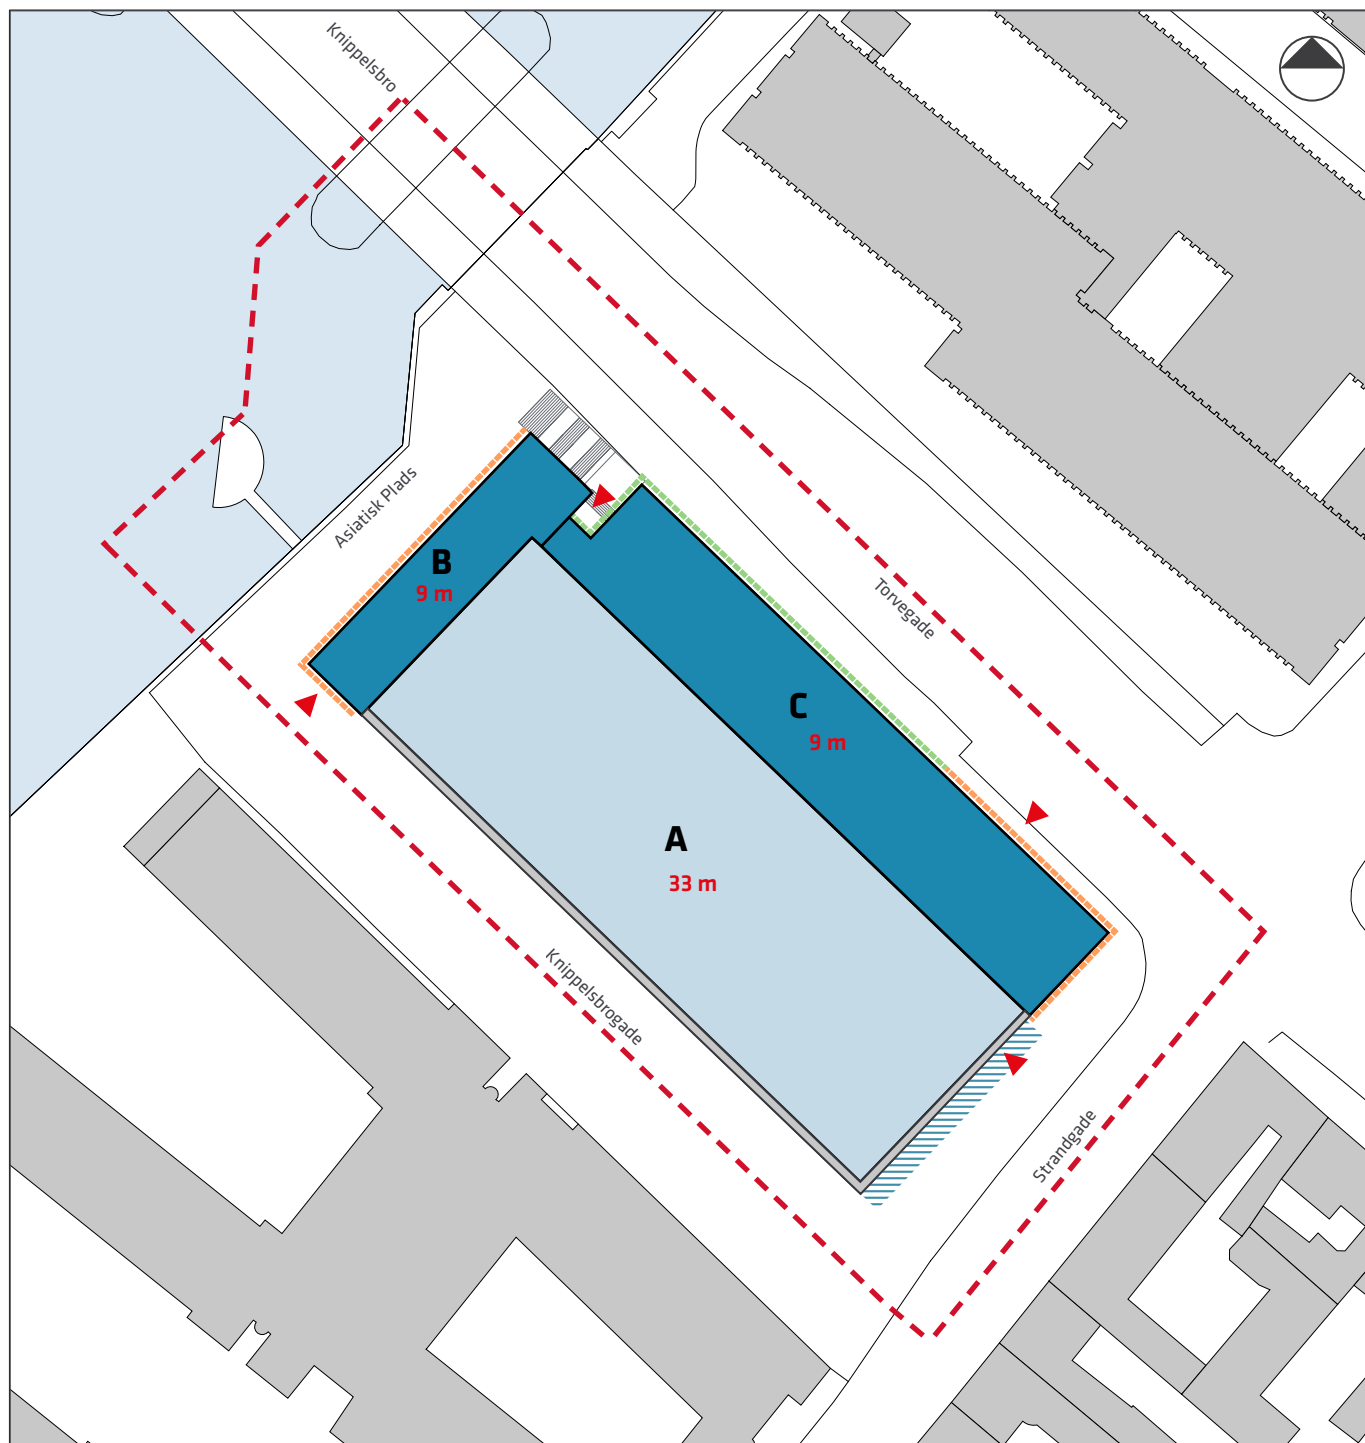 Knippelsbro
Asiatisk Plads
B
9 m
Torvegade
C
9 m
A
33 m
Knippelsbrogade
Strandgade